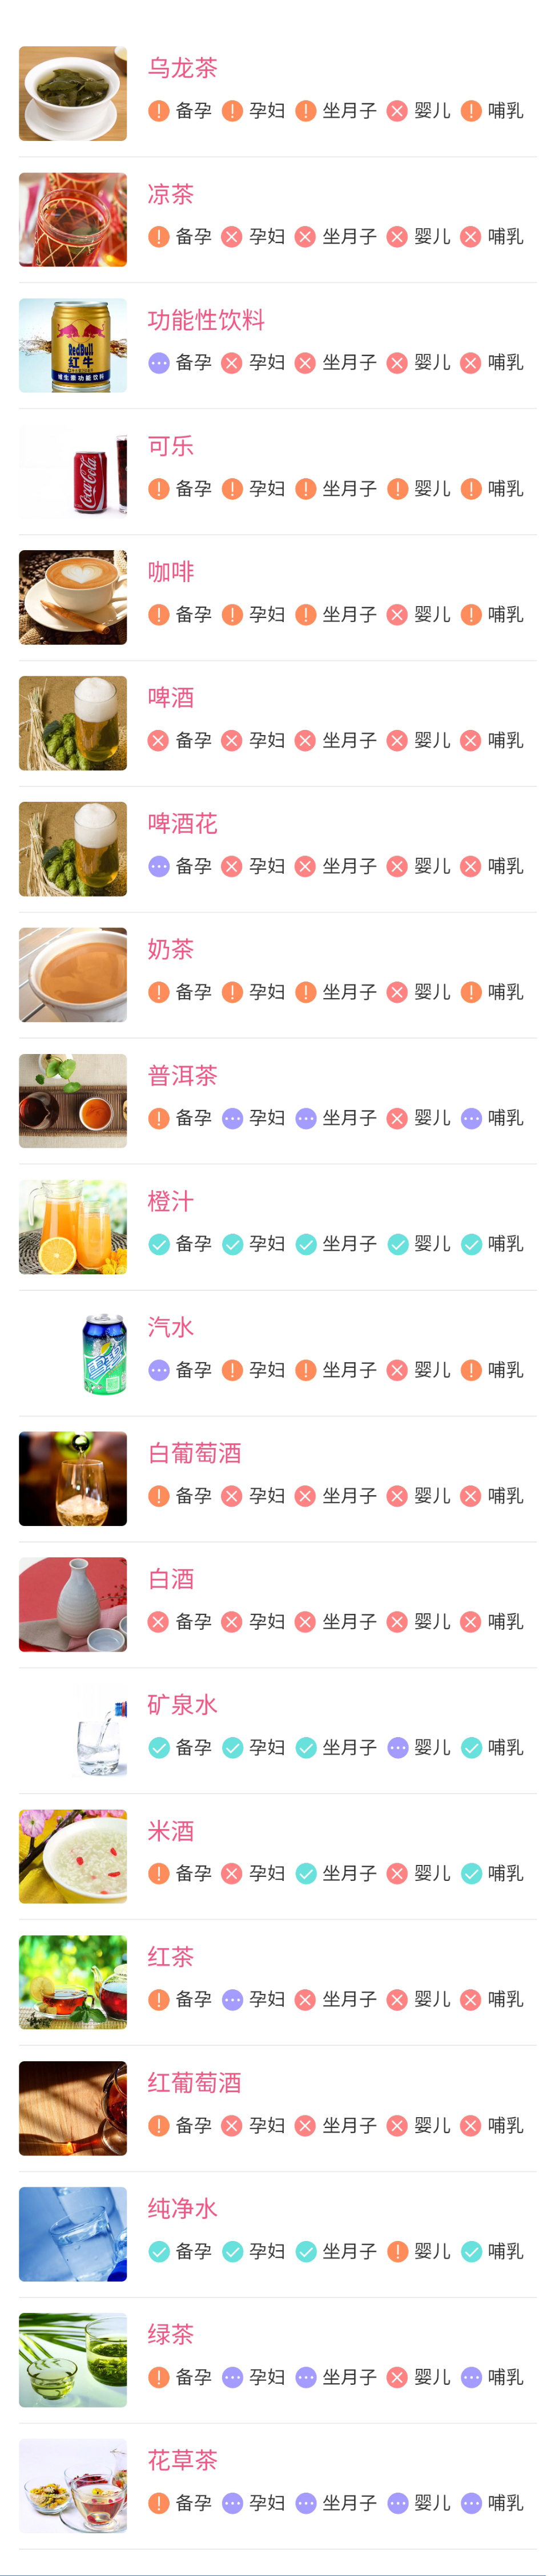 乌龙茶
备孕 孕妇 坐月子 婴儿 哺乳
凉茶
备孕 孕妇 坐月子 婴儿 哺乳
RedBull
红牛
维生素功能饮料
功能性饮料
备孕 孕妇 坐月子 婴儿 哺乳
Coca-Cola
可乐
备孕 孕妇 坐月子 婴儿 哺乳
咖啡
备孕 孕妇 坐月子 婴儿 哺乳
啤酒
备孕 孕妇 坐月子 婴儿 哺乳
啤酒花
备孕 孕妇 坐月子 婴儿 哺乳
奶茶
备孕 孕妇 坐月子 婴儿 哺乳
普洱茶
备孕 孕妇 坐月子 婴儿 哺乳
橙汁
备孕 孕妇 坐月子 婴儿 哺乳
雪碧
汽水
备孕 孕妇 坐月子 婴儿 哺乳
白葡萄酒
备孕 孕妇 坐月子 婴儿 哺乳
白酒
备孕 孕妇 坐月子 婴儿 哺乳
矿泉水
备孕 孕妇 坐月子 婴儿 哺乳
米酒
备孕 孕妇 坐月子 婴儿 哺乳
红茶
备孕 孕妇 坐月子 婴儿 哺乳
红葡萄酒
备孕 孕妇 坐月子 婴儿 哺乳
纯净水
备孕 孕妇 坐月子 婴儿 哺乳
绿茶
备孕 孕妇 坐月子 婴儿 哺乳
花草茶
备孕 孕妇 坐月子 婴儿 哺乳